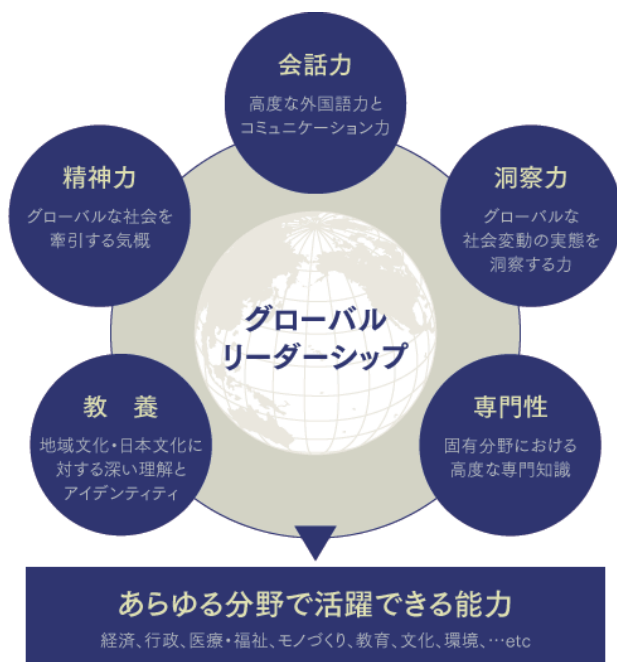 会話力
高度な外国語力と
コミュニケーション力
精神力
グローバルな社会を
牽引する気概
洞察力
グローバルな
社会変動の実態を
洞察する力
グローバル
リーダーシップ
教　養
地域文化・日本文化に
対する深い理解と
アイデンティティ
専門性
固有分野における
高度な専門知識
あらゆる分野で活躍できる能力
経済、行政、医療・福祉、モノづくり、教育、文化、環境、…etc